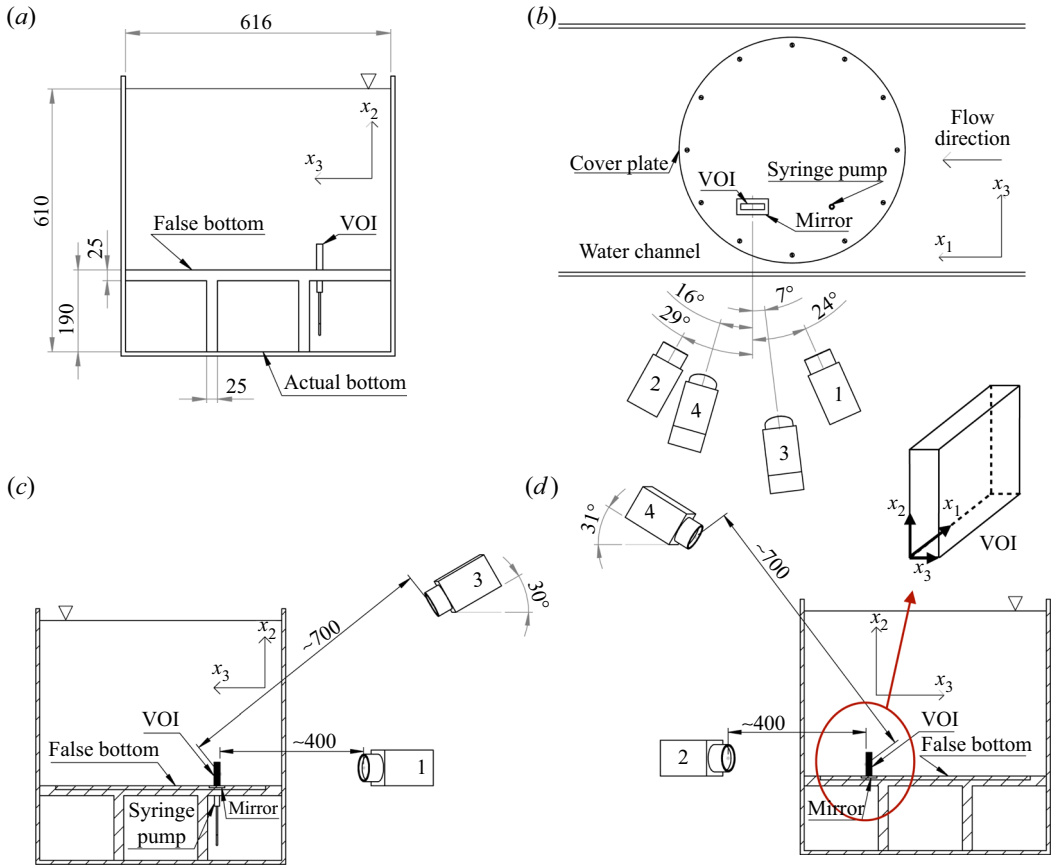 (a)
616
x2
x3
610
False bottom
VOI
25
190
Actual bottom
25
(b)
Flow
direction
Cover plate
Syringe pump
VOI
Mirror
x3
Water channel
x1
16°
7°
29°
24°
2
4
3
1
(c)
3
30°
~700
x2
x3
VOI
False bottom
~400
1
Syringe
pump
Mirror
(d)
4
31°
~700
x2
x1
x3
VOI
x2
x3
~400
VOI
False bottom
2
Mirror